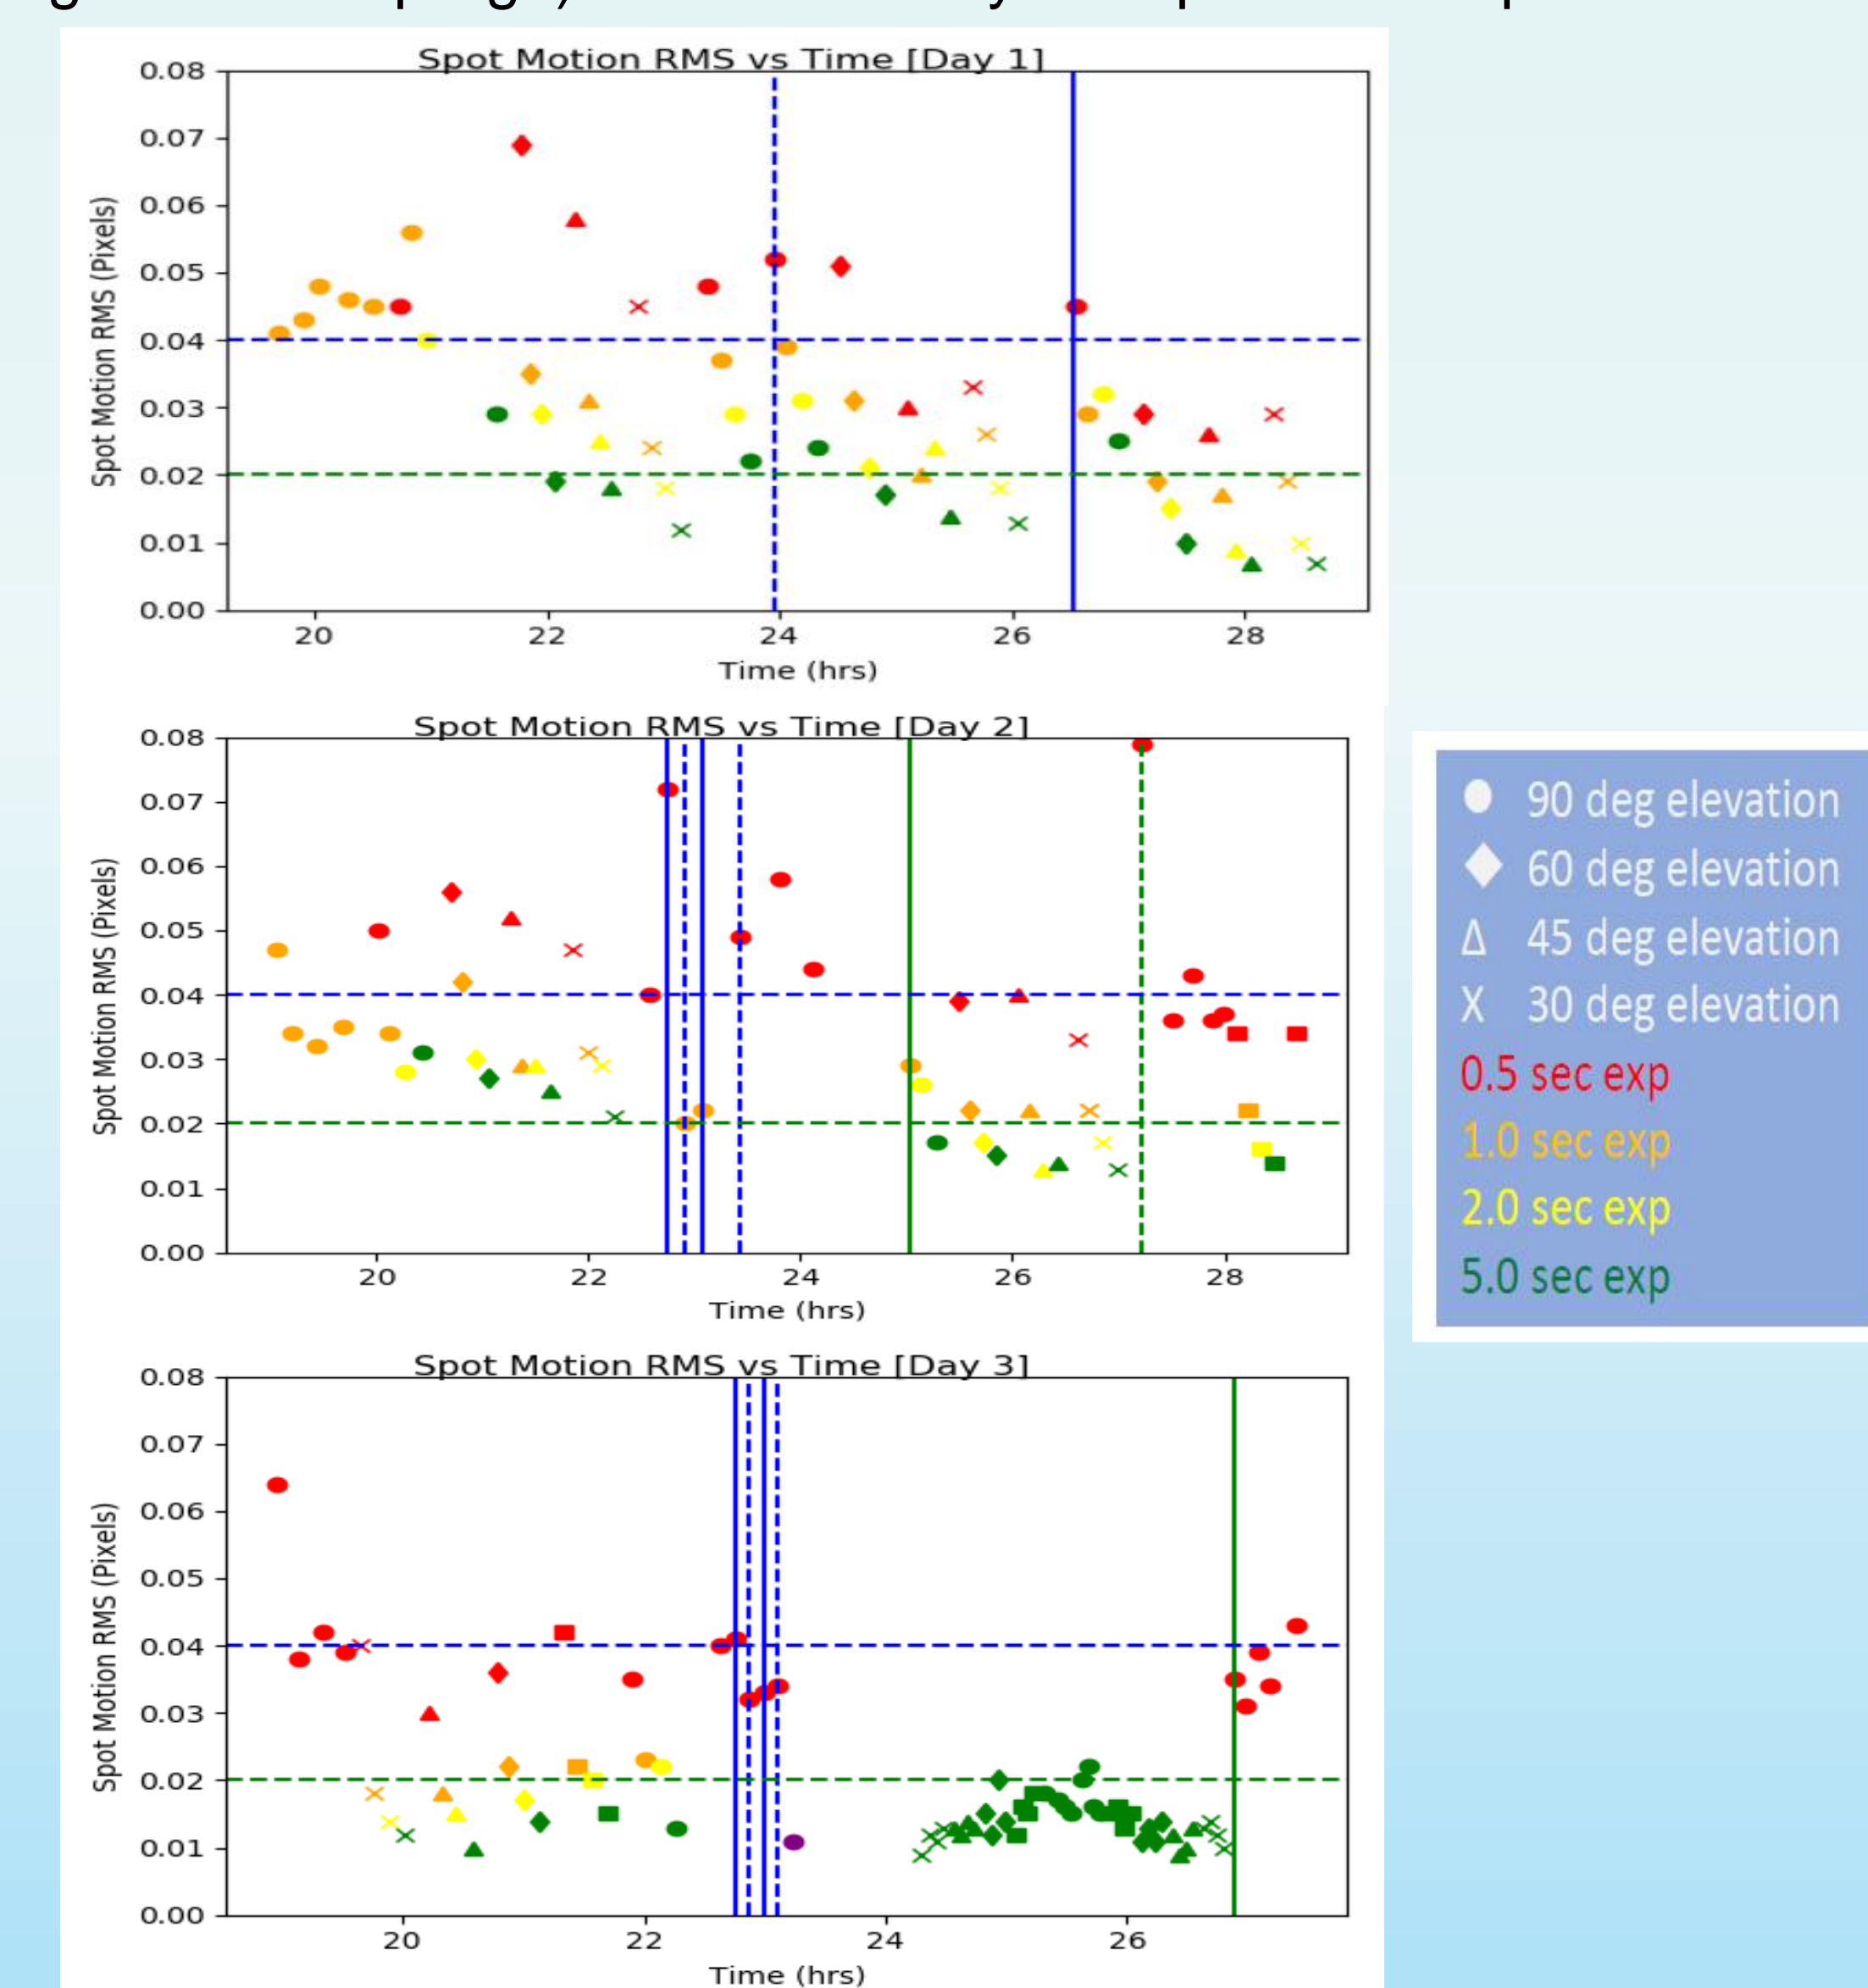 Spot Motion RMS vs Time [Day 1]
Spot Motion RMS (Pixels)
0.08
0.07
0.06
0.05
0.04
0.03
0.02
0.01
0.00
20 22 24 26 28
Time (hrs)
Spot Motion RMS vs Time [Day 2]
Spot Motion RMS (Pixels)
0.08
0.07
0.06
0.05
0.04
0.03
0.02
0.01
0.00
20 22 24 26 28
Time (hrs)
90 deg elevation
60 deg elevation
Δ 45 deg elevation
X 30 deg elevation
0.5 sec exp
1.0 sec exp
2.0 sec exp
5.0 sec exp
Spot Motion RMS vs Time [Day 3]
Spot Motion RMS (Pixels)
0.08
0.07
0.06
0.05
0.04
0.03
0.02
0.01
0.00
20 22 24 26
Time (hrs)